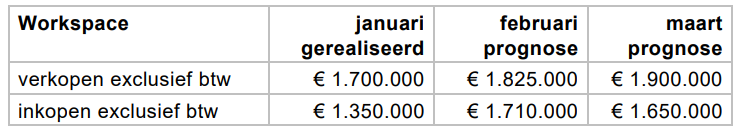 Workspace januari februari maart
gerealiseerd prognose prognose
verkopen exclusief btw € 1.700.000 € 1.825.000 € 1.900.000
inkopen exclusief btw € 1.350.000 € 1.710.000 € 1.650.000